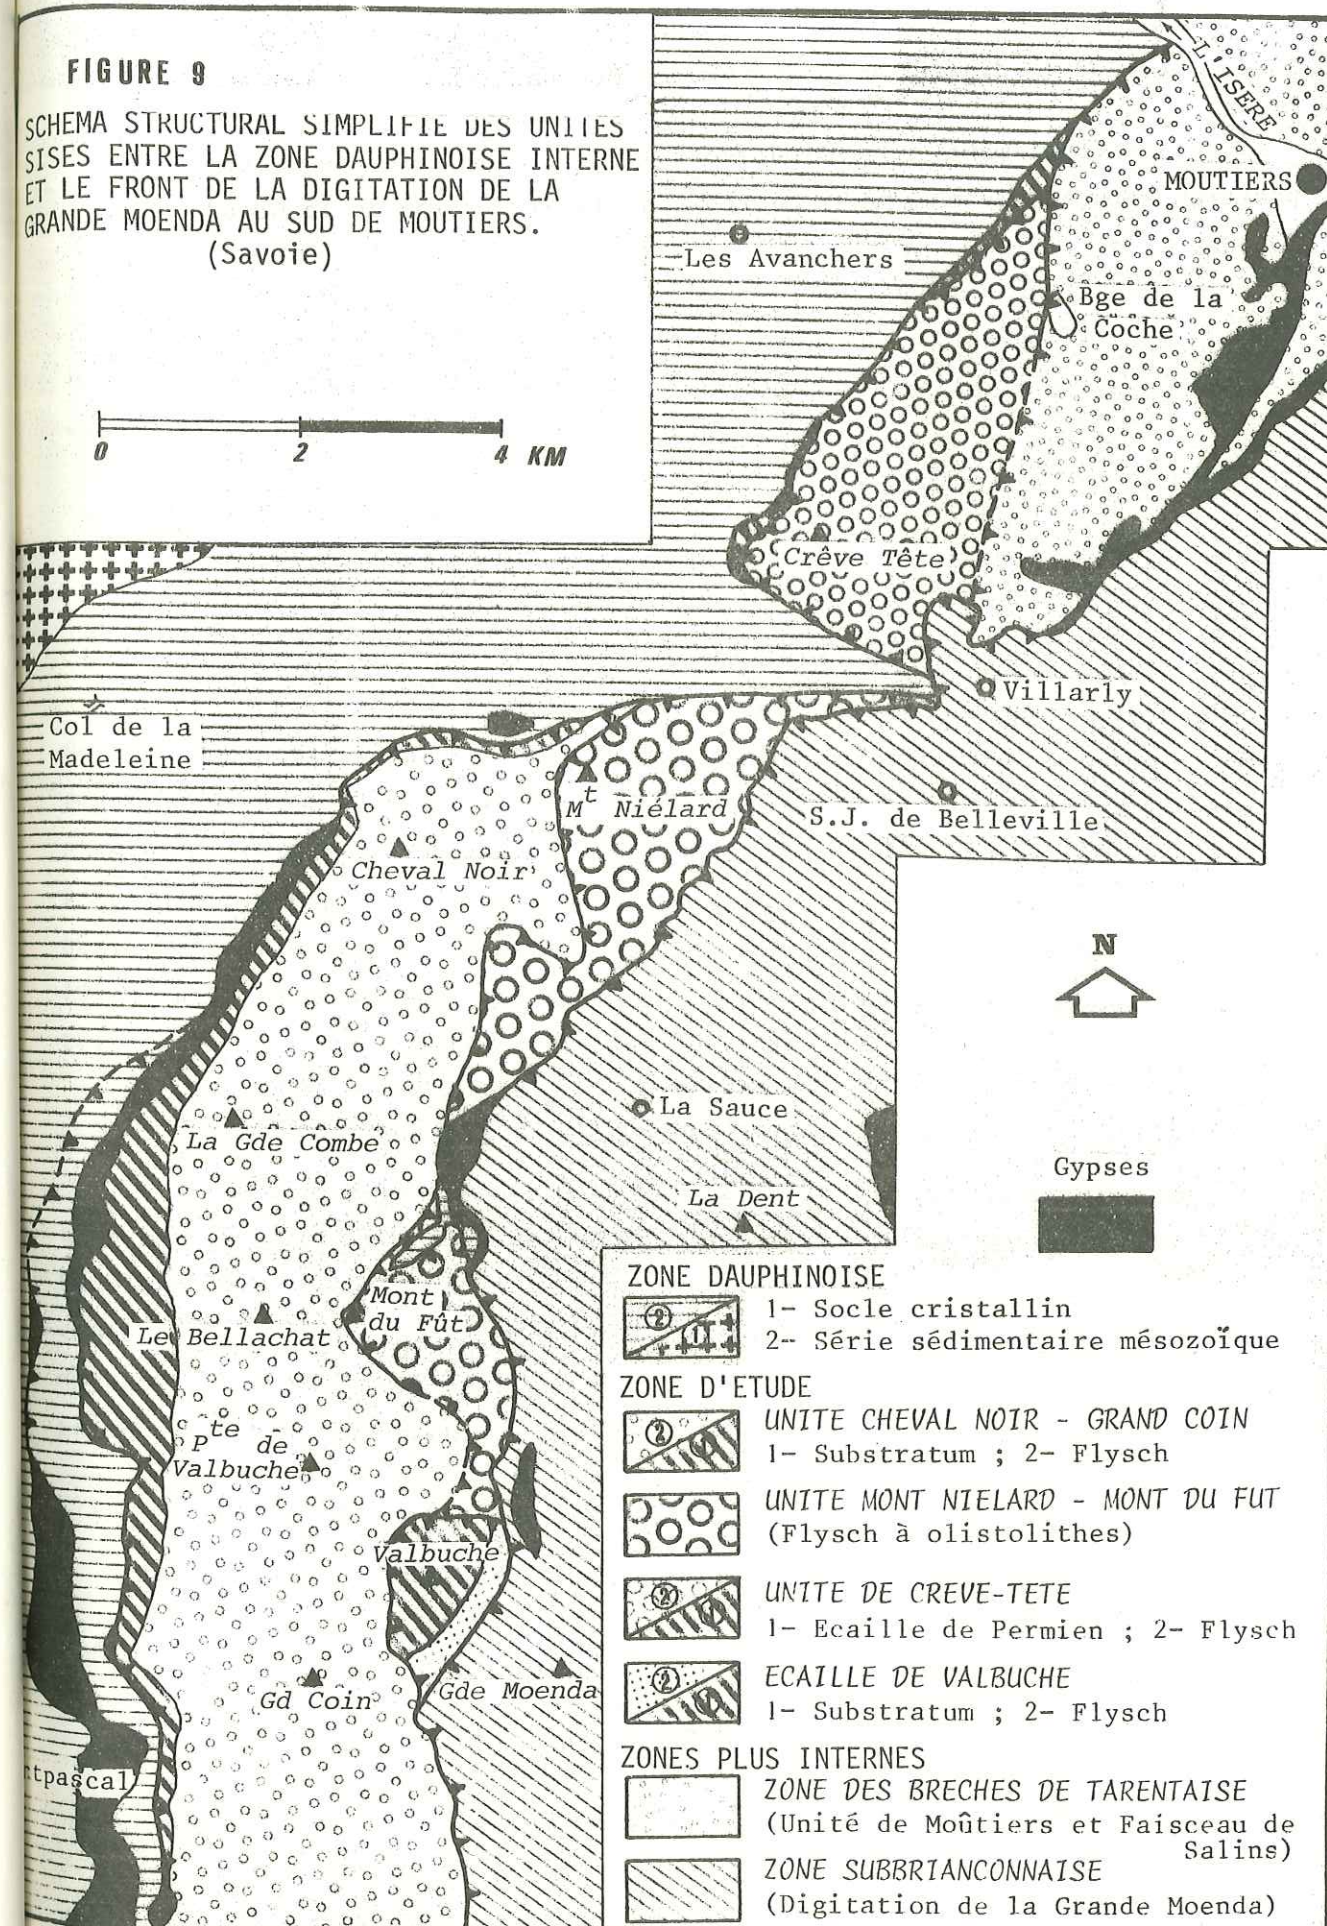 FIGURE 9
SCHEMA STRUCTURAL SIMPLIFIE DES UNITES
SISES ENTRE LA ZONE DAUPHINOISE INTERNE
ET LE FRONT DE LA DIGITATION DE LA
GRANDE MOENDA AU SUD DE MOUTIERS.
(Savoie)
0 2 4 KM
L'ISERE
MOUTIERS
Les Avanchers
Bge de la
Coche
Crêve Tête
Villarly
Col de la
Madeleine
Mt Niélard
S.J. de Belleville
Cheval Noir
N
La Sauce
La Gde Combe
La Dent
Gypses
Mont
du Fût
Le Bellachat
Pte de
Valbuche
Valbuche
Gd Coin
Gde Moenda
tpascal
ZONE DAUPHINOISE
2 1
1- Socle cristallin
2- Série sédimentaire mésozoïque
ZONE D'ETUDE
2
UNITE CHEVAL NOIR - GRAND COIN
1- Substratum ; 2- Flysch
UNITE MONT NIELARD - MONT DU FUT
(Flysch à olistolithes)
2
UNITE DE CREVE-TETE
1- Ecaille de Permien ; 2- Flysch
2
ECAILLE DE VALBUCHE
1- Substratum ; 2- Flysch
ZONES PLUS INTERNES
ZONE DES BRECHES DE TARENTAISE
(Unité de Moûtiers et Faisceau de
Salins)
ZONE SUBBRIANCONNAISE
(Digitation de la Grande Moenda)